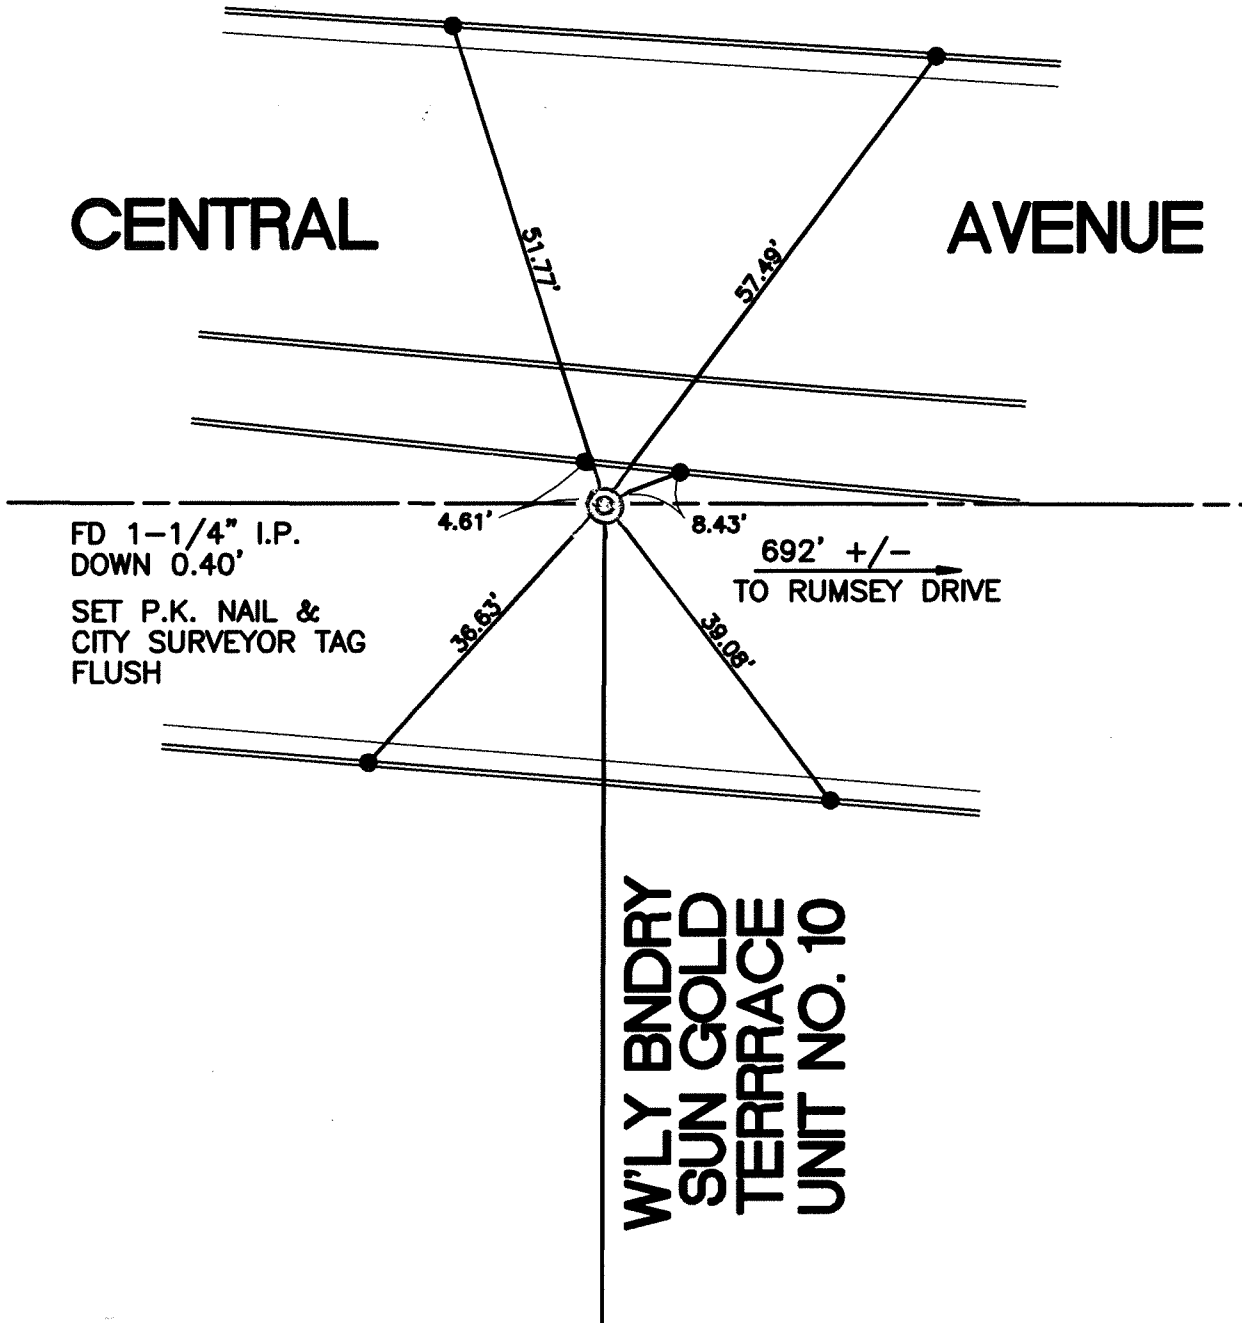 CENTRAL AVENUE
51.77'
57.49'
4.61'
8.43'
FD 1-1/4" I.P.
DOWN 0.40'
SET P.K. NAIL &
CITY SURVEYOR TAG
FLUSH
692' +/-
TO RUMSEY DRIVE
36.63'
39.08'
W'LY BNDRY
SUN GOLD
TERRRACE
UNIT NO. 10